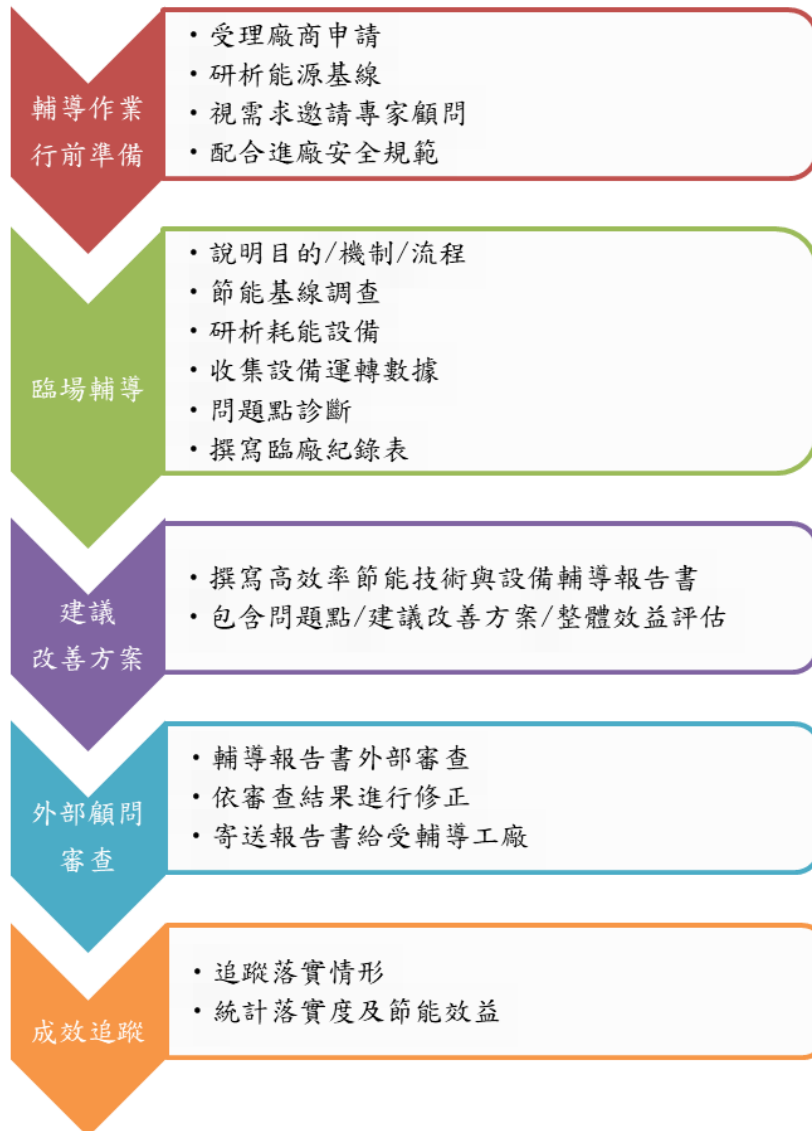 輔導作業
行前準備
・受理廠商申請
・研析能源基線
・視需求邀請專家顧問
・配合進廠安全規範
臨場輔導
・說明目的/機制/流程
・節能基線調查
・研析耗能設備
・收集設備運轉數據
・問題點診斷
・撰寫臨廠紀錄表
建議
改善方案
・撰寫高效率節能技術與設備輔導報告書
・包含問題點/建議改善方案/整體效益評估
外部顧問
審查
・輔導報告書外部審查
・依審查結果進行修正
・寄送報告書給受輔導工廠
成效追蹤
・追蹤落實情形
・統計落實度及節能效益